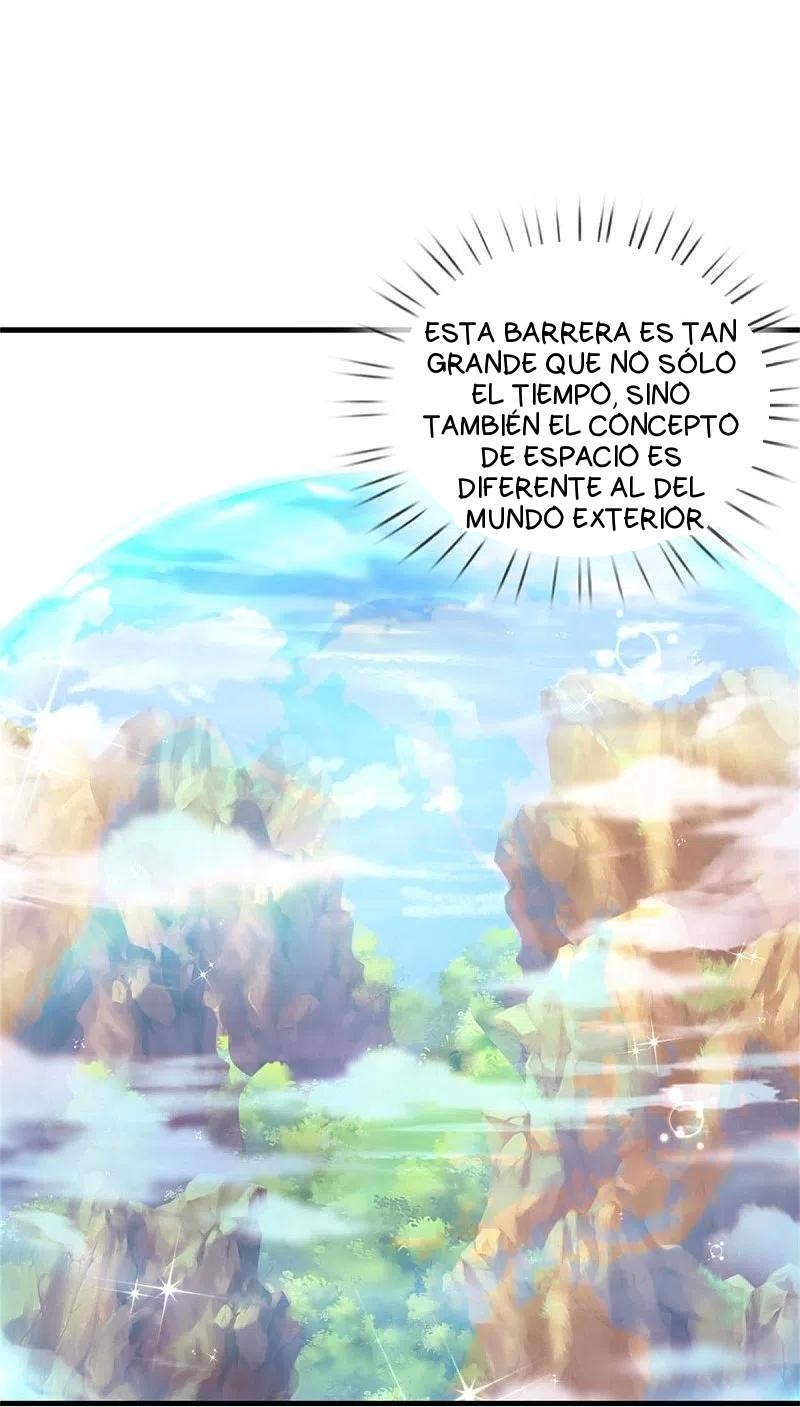 ESTA BARRERA ES TAN
GRANDE QUE NO SÓLO
EL TIEMPO, SINO
TAMBIÉN EL CONCEPTO
DE ESPACIO ES
DIFERENTE AL DEL
MUNDO EXTERIOR